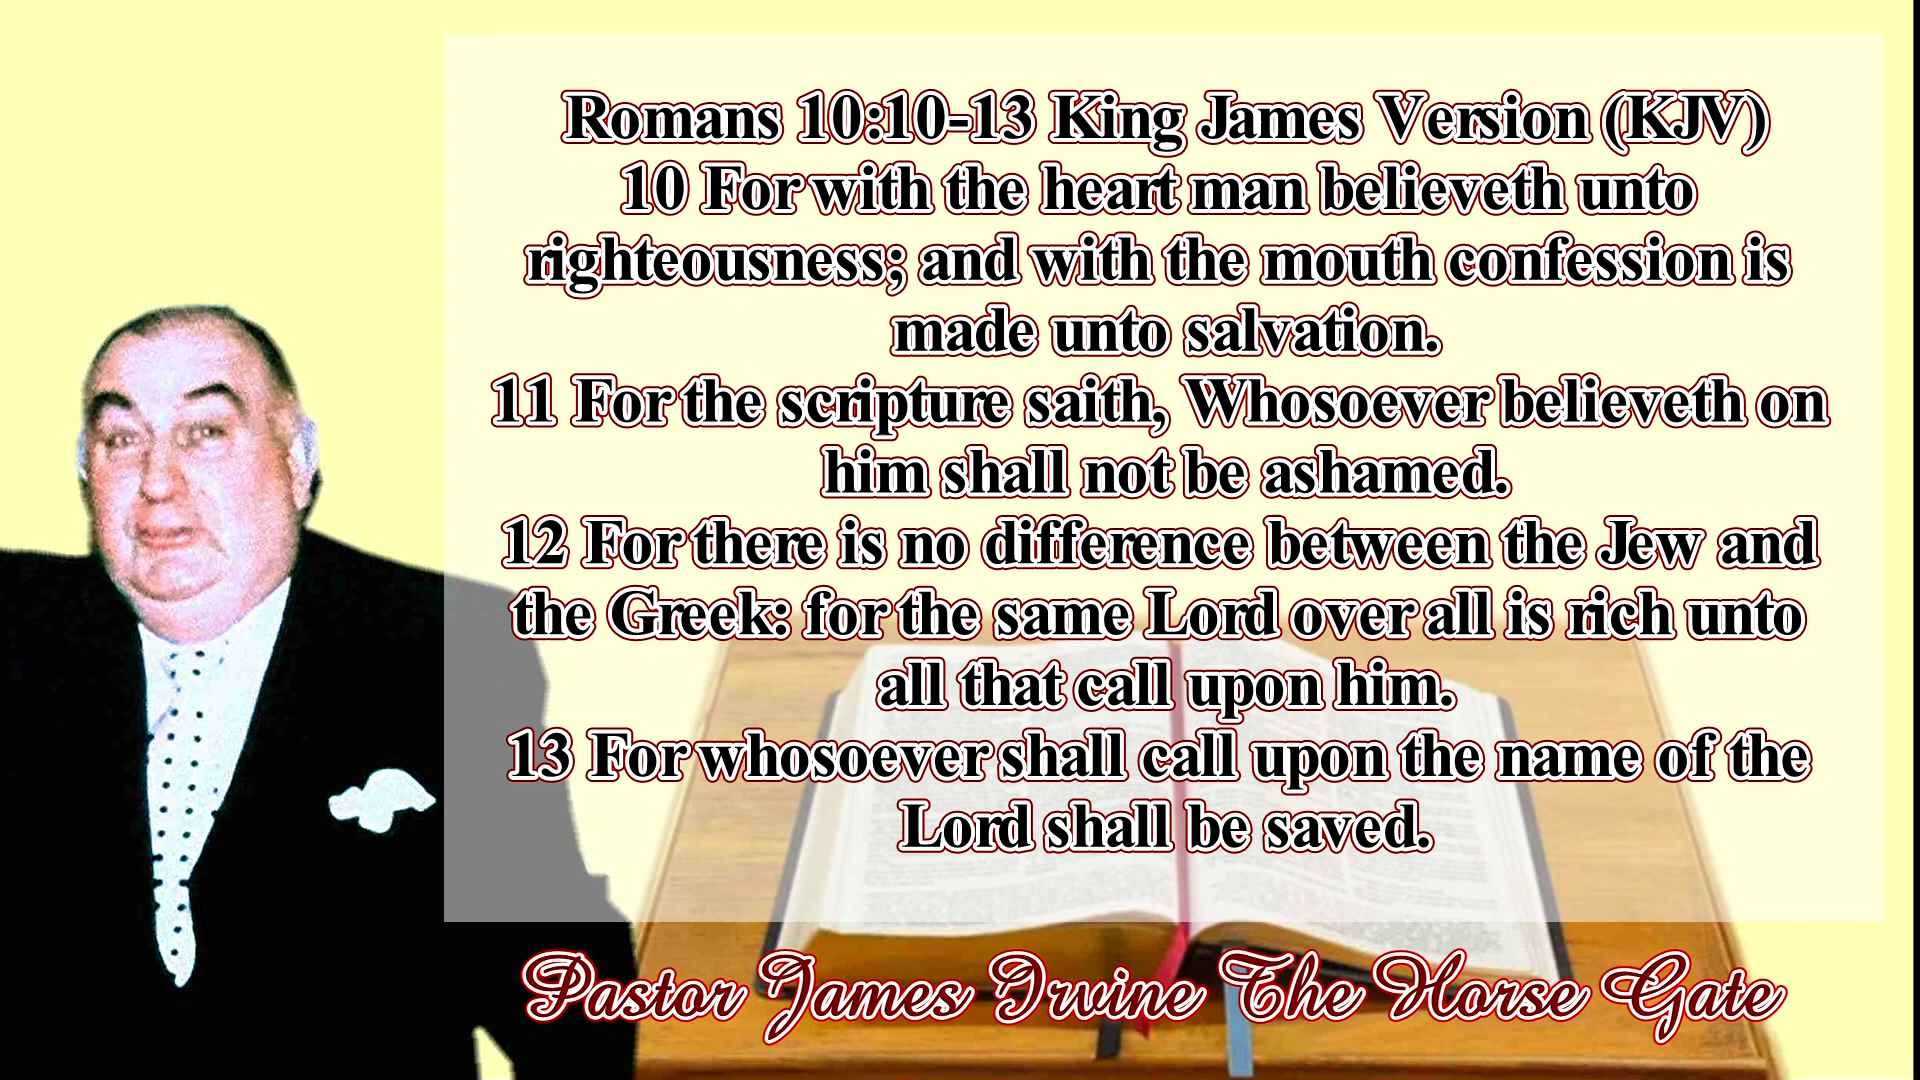 Romans 10:10-13 King James Version (KJV)
10 For with the heart man believeth unto
righteousness; and with the mouth confession is
made unto salvation.
11 For the scripture saith, Whosoever believeth on
him shall not be ashamed.
12 For there is no difference between the Jew and
the Greek: for the same Lord over all is rich unto
all that call upon him.
13 For whosoever shall call upon the name of the
Lord shall be saved.
Pastor James Irvine The Horse Gate